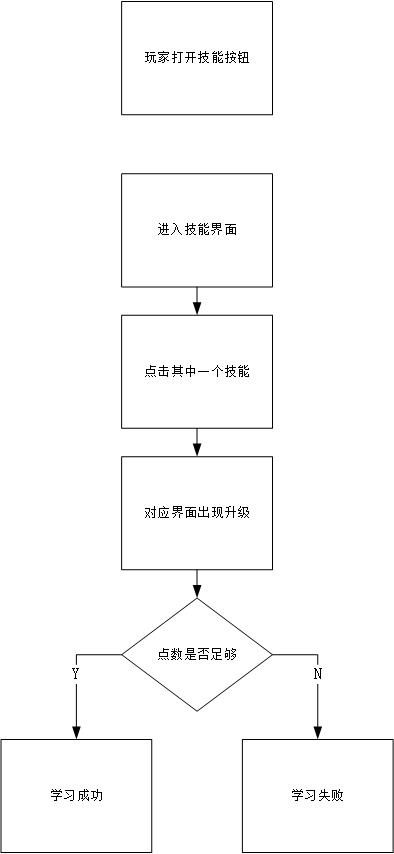 玩家打开技能按钮
进入技能界面
点击其中一个技能
对应界面出现升级
点数是否足够
Y
N
学习成功
学习失败